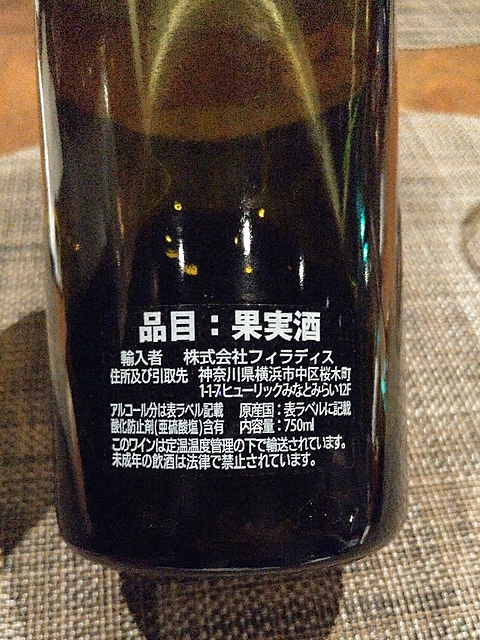 品目：果実酒
輸入者　株式会社フィラディス
住所及び引取先　神奈川県横浜市中区桜木町
1-1-7ヒューリックみなとみらい12F
アルコール分は表ラベル記載　原産国：表ラベルに記載
酸化防止剤（亜硫酸塩）含有　内容量：750ml
このワインは定温温度管理の下で輸送されています。
未成年の飲酒は法律で禁止されています。